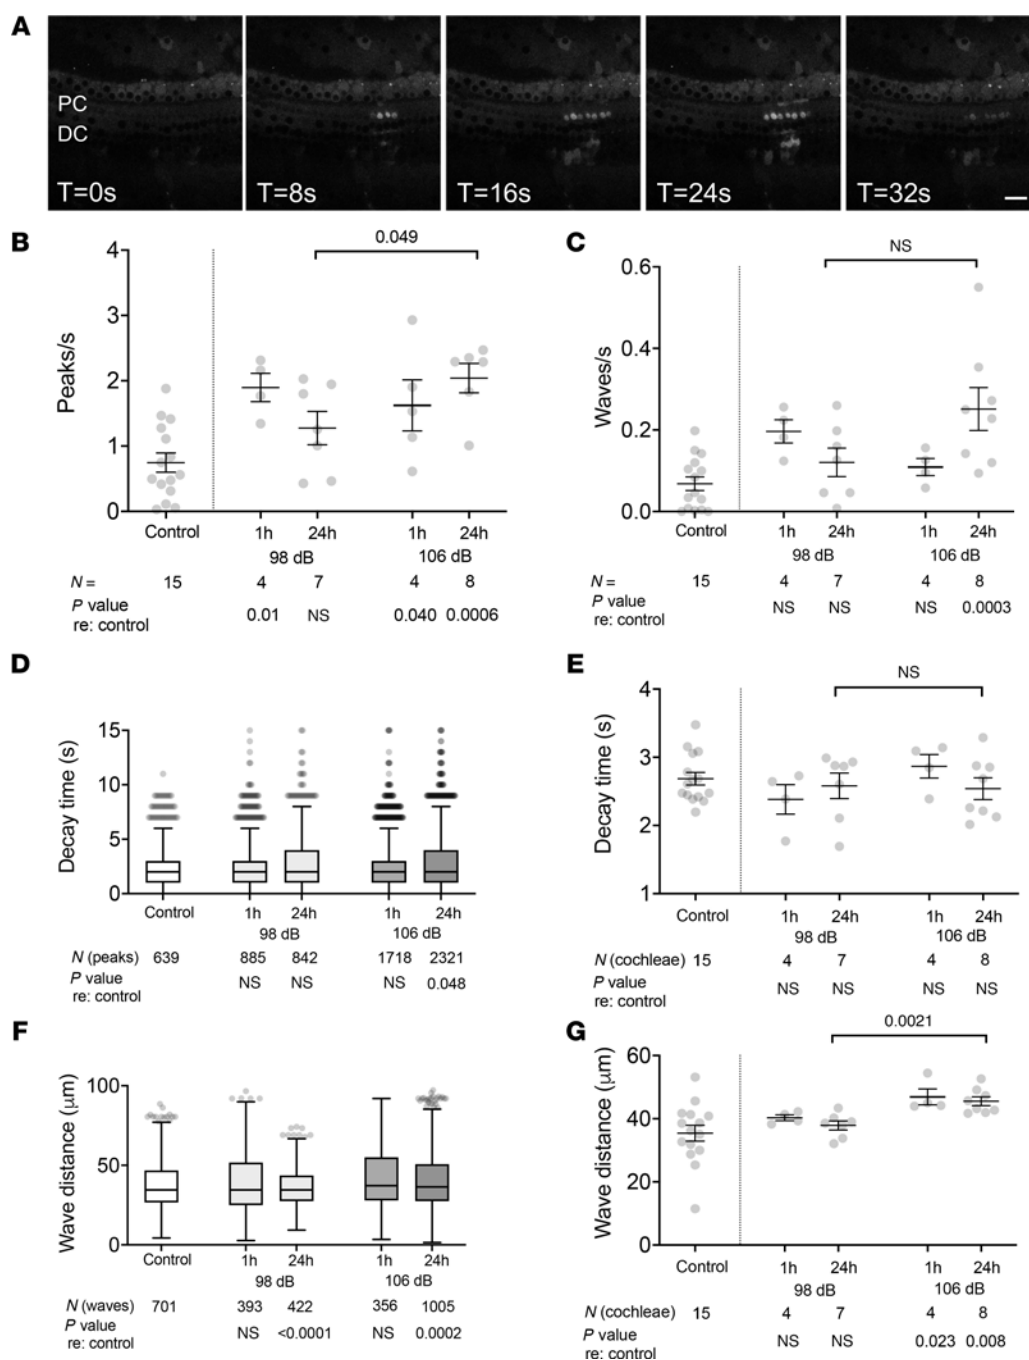 A
PC
DC
T=0s T=8s T=16s T=24s T=32s
B
0.049
4
3
2
1
0
Peaks/s
Control 1h 24h 1h 24h
98 dB 106 dB
N = 15 4 7 4 8
P value
re: control 0.01 NS 0.040 0.0006
C
NS
0.6
0.4
0.2
0.0
Waves/s
Control 1h 24h 1h 24h
98 dB 106 dB
N = 15 4 7 4 8
P value
re: control NS NS NS 0.0003
D
15
10
5
0
Decay time (s)
Control 1h 24h 1h 24h
98 dB 106 dB
N (peaks) 639 885 842 1718 2321
P value NS NS NS 0.048
re: control
E
NS
4
3
2
1
Decay time (s)
Control 1h 24h 1h 24h
98 dB 106 dB
N (cochleae) 15 4 7 4 8
P value NS NS NS NS
re: control
F
100
50
0
Wave distance (μm)
Control 1h 24h 1h 24h
98 dB 106 dB
N (waves) 701 393 422 356 1005
P value NS <0.0001 NS 0.0002
re: control
G
0.0021
60
40
20
0
Wave distance (μm)
Control 1h 24h 1h 24h
98 dB 106 dB
N (cochleae) 15 4 7 4 8
P value NS NS 0.023 0.008
re: control